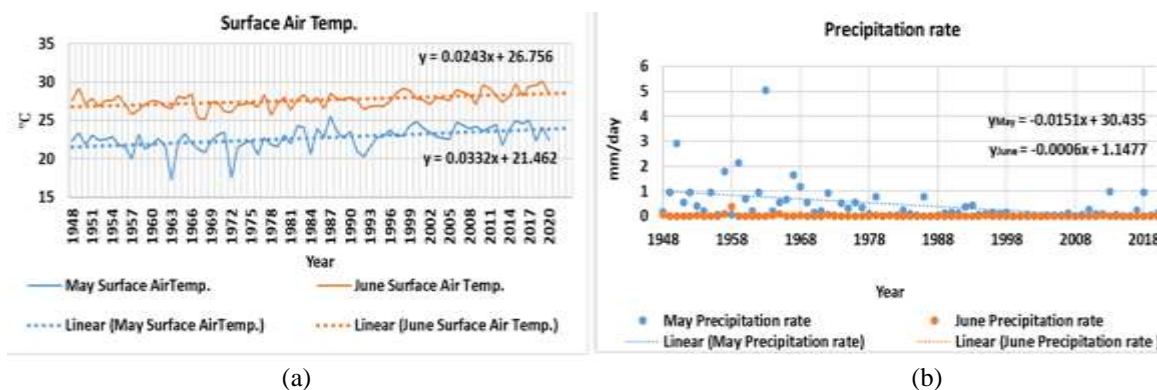 Surface Air Temp.
35
30
25
20
15
°C
y = 0.0243x + 26.756
y = 0.0332x + 21.462
1948
1951
1954
1957
1960
1963
1966
1969
1972
1975
1978
1981
1984
1987
1990
1993
1996
1999
2002
2005
2008
2011
2014
2017
2020
Year
May Surface AirTemp.
June Surface Air Temp.
Linear (May Surface AirTemp.)
Linear (June Surface Air Temp.)
(a)
Precipitation rate
6
5
4
3
2
1
0
mm/day
yMay = -0.0151x + 30.435
yJune = -0.0006x + 1.1477
1948 1958 1968 1978 1988 1998 2008 2018
Year
May Precipitation rate
June Precipitation rate
Linear (May Precipitation rate)
Linear (June Precipitation rate )
(b)